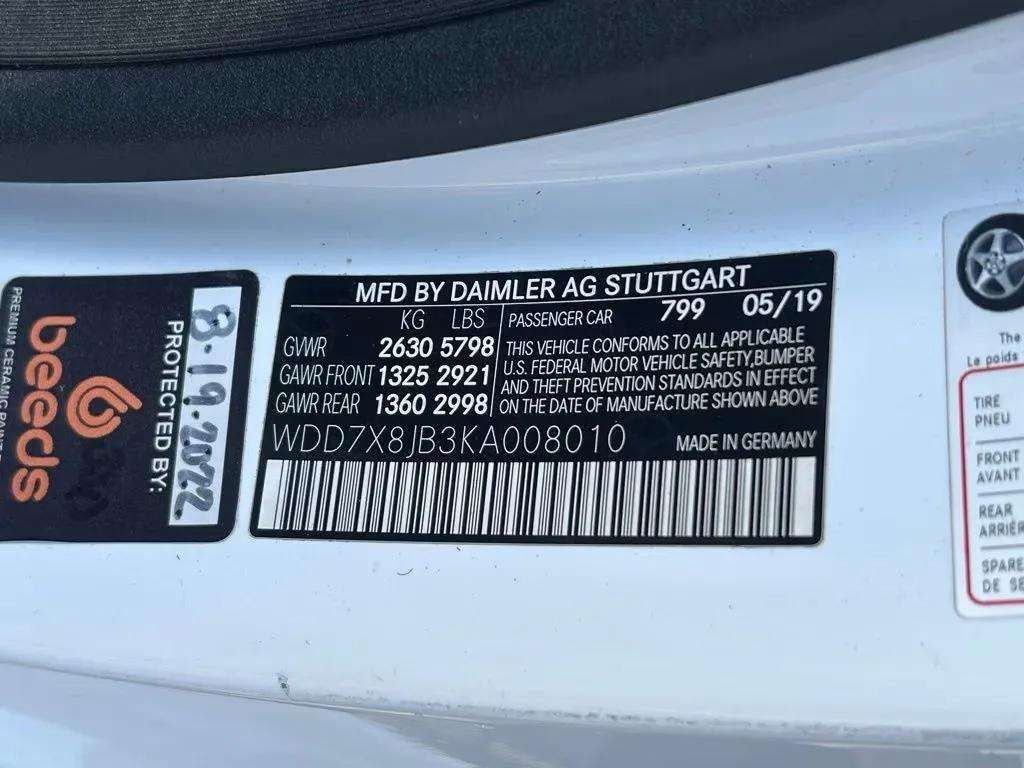 PREMIUM CERAMIC
beeds
PROTECTED BY:
8-19-2022
MFD BY DAIMLER AG STUTTGART
KG LBS
GVWR 2630 5798
GAWR FRONT 1325 2921
GAWR REAR 1360 2998
PASSENGER CAR 799 05/19
THIS VEHICLE CONFORMS TO ALL APPLICABLE
U.S. FEDERAL MOTOR VEHICLE SAFETY,BUMPER
AND THEFT PREVENTION STANDARDS IN EFFECT
ON THE DATE OF MANUFACTURE SHOWN ABOVE
WDD7X8JB3KA008010 MADE IN GERMANY
The
Le poids
TIRE
PNEU
FRONT
AVANT
REAR
SPARE
DE